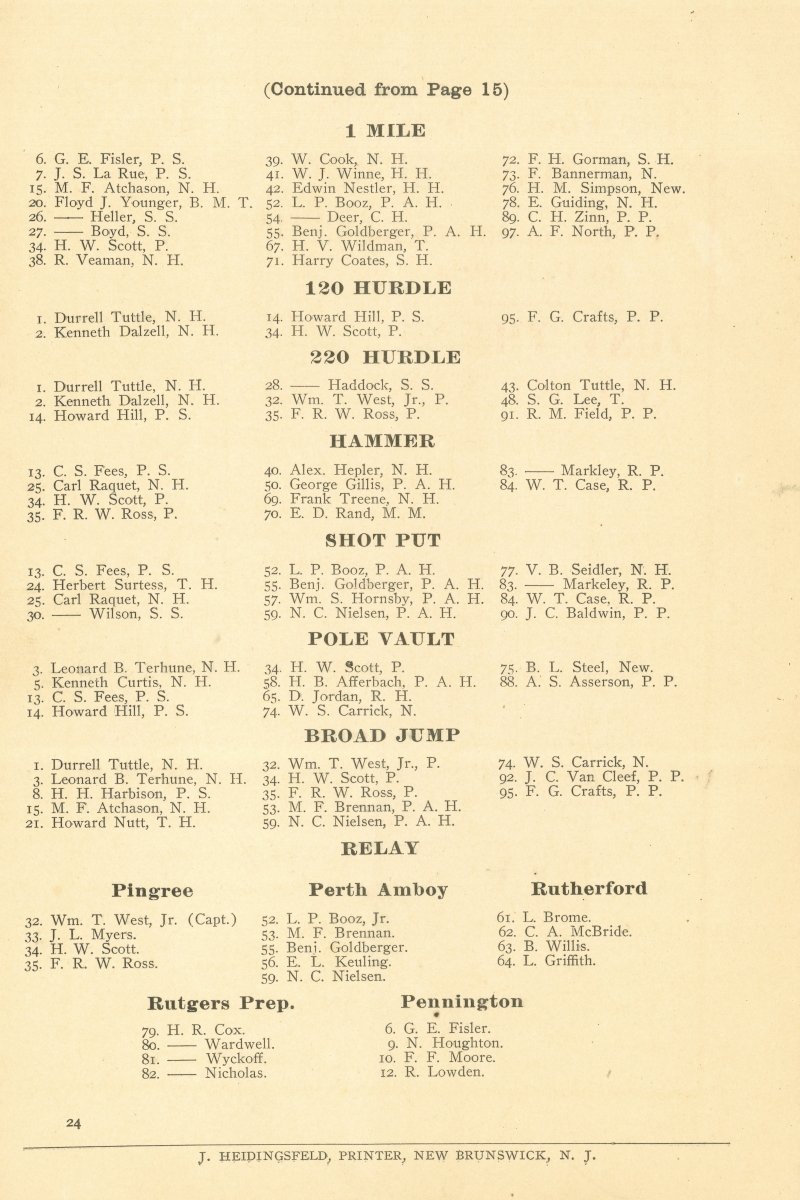 (Continued from Page 15)
1 MILE
6. G. E. Fisler, P. S.
7. J. S. La Rue, P. S.
15. M. F. Atchason, N. H.
20. Floyd J. Younger, B. M. T.
26. —— Heller, S. S.
27. —— Boyd, S. S.
34. H. W. Scott, P.
38. R. Veaman, N. H.
39. W. Cook, N. H.
41. W. J. Winne, H. H.
42. Edwin Nestler, H. H.
52. L. P. Booz, P. A. H.
54. —— Deer, C. H.
55. Benj. Goldberger, P. A. H.
67. H. V. Wildman, T.
71. Harry Coates, S. H.
72. F. H. Gorman, S. H.
73. F. Bannerman, N.
76. H. M. Simpson, New.
78. E. Guiding, N. H.
89. C. H. Zinn, P. P.
97. A. F. North, P. P.
120 HURDLE
1. Durrell Tuttle, N. H.
2. Kenneth Dalzell, N. H.
14. Howard Hill, P. S.
34. H. W. Scott, P.
95. F. G. Crafts, P. P.
220 HURDLE
1. Durrell Tuttle, N. H.
2. Kenneth Dalzell, N. H.
14. Howard Hill, P. S.
28. —— Haddock, S. S.
32. Wm. T. West, Jr., P.
35. F. R. W. Ross, P.
43. Colton Tuttle, N. H.
48. S. G. Lee, T.
91. R. M. Field, P. P.
HAMMER
13. C. S. Fees, P. S.
25. Carl Raquet, N. H.
34. H. W. Scott, P.
35. F. R. W. Ross, P.
40. Alex. Hepler, N. H.
50. George Gillis, P. A. H.
69. Frank Treene, N. H.
70. E. D. Rand, M. M.
83. —— Markley, R. P.
84. W. T. Case, R. P.
SHOT PUT
13. C. S. Fees, P. S.
24. Herbert Surtess, T. H.
25. Carl Raquet, N. H.
30. —— Wilson, S. S.
52. L. P. Booz, P. A. H.
55. Benj. Goldberger, P. A. H.
57. Wm. S. Hornsby, P. A. H.
59. N. C. Nielsen, P. A. H.
77. V. B. Seidler, N. H.
83. —— Markeley, R. P.
84. W. T. Case, R. P.
90. J. C. Baldwin, P. P.
POLE VAULT
3. Leonard B. Terhune, N. H.
5. Kenneth Curtis, N. H.
13. C. S. Fees, P. S.
14. Howard Hill, P. S.
34. H. W. Scott, P.
58. H. B. Afferbach, P. A. H.
65. D. Jordan, R. H.
74. W. S. Carrick, N.
75. B. L. Steel, New.
88. A. S. Asserson, P. P.
BROAD JUMP
1. Durrell Tuttle, N. H.
3. Leonard B. Terhune, N. H.
8. H. H. Harbison, P. S.
15. M. F. Atchason, N. H.
21. Howard Nutt, T. H.
32. Wm. T. West, Jr., P.
34. H. W. Scott, P.
35. F. R. W. Ross, P.
53. M. F. Brennan, P. A. H.
59. N. C. Nielsen, P. A. H.
74. W. S. Carrick, N.
92. J. C. Van Cleef, P. P.
95. F. G. Crafts, P. P.
RELAY
Pingree
32. Wm. T. West, Jr. (Capt.)
33. J. L. Myers.
34. H. W. Scott.
35. F. R. W. Ross.
Perth Amboy
52. L. P. Booz, Jr.
53. M. F. Brennan.
55. Benj. Goldberger.
56. E. L. Keuling.
59. N. C. Nielsen.
Rutherford
61. L. Brome.
62. C. A. McBride.
63. B. Willis.
64. L. Griffith.
Rutgers Prep.
79. H. R. Cox.
80. —— Wardwell.
81. —— Wyckoff.
82. —— Nicholas.
Pennington
6. G. E. Fisler.
9. N. Houghton.
10. F. F. Moore.
12. R. Lowden.
24
J. HEIDINGSFELD, PRINTER, NEW BRUNSWICK, N. J.